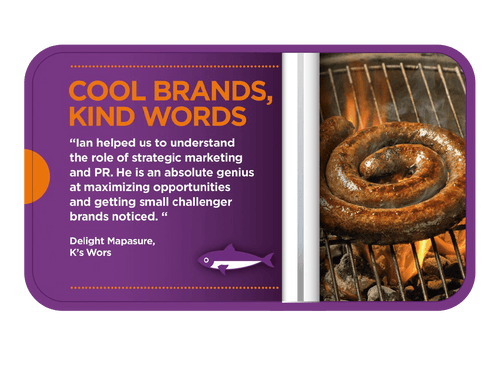 COOL BRANDS,
KIND WORDS
“Ian helped us to understand
the role of strategic marketing
and PR. He is an absolute genius
at maximizing opportunities
and getting small challenger
brands noticed. “
Delight Mapasure,
K’s Wors